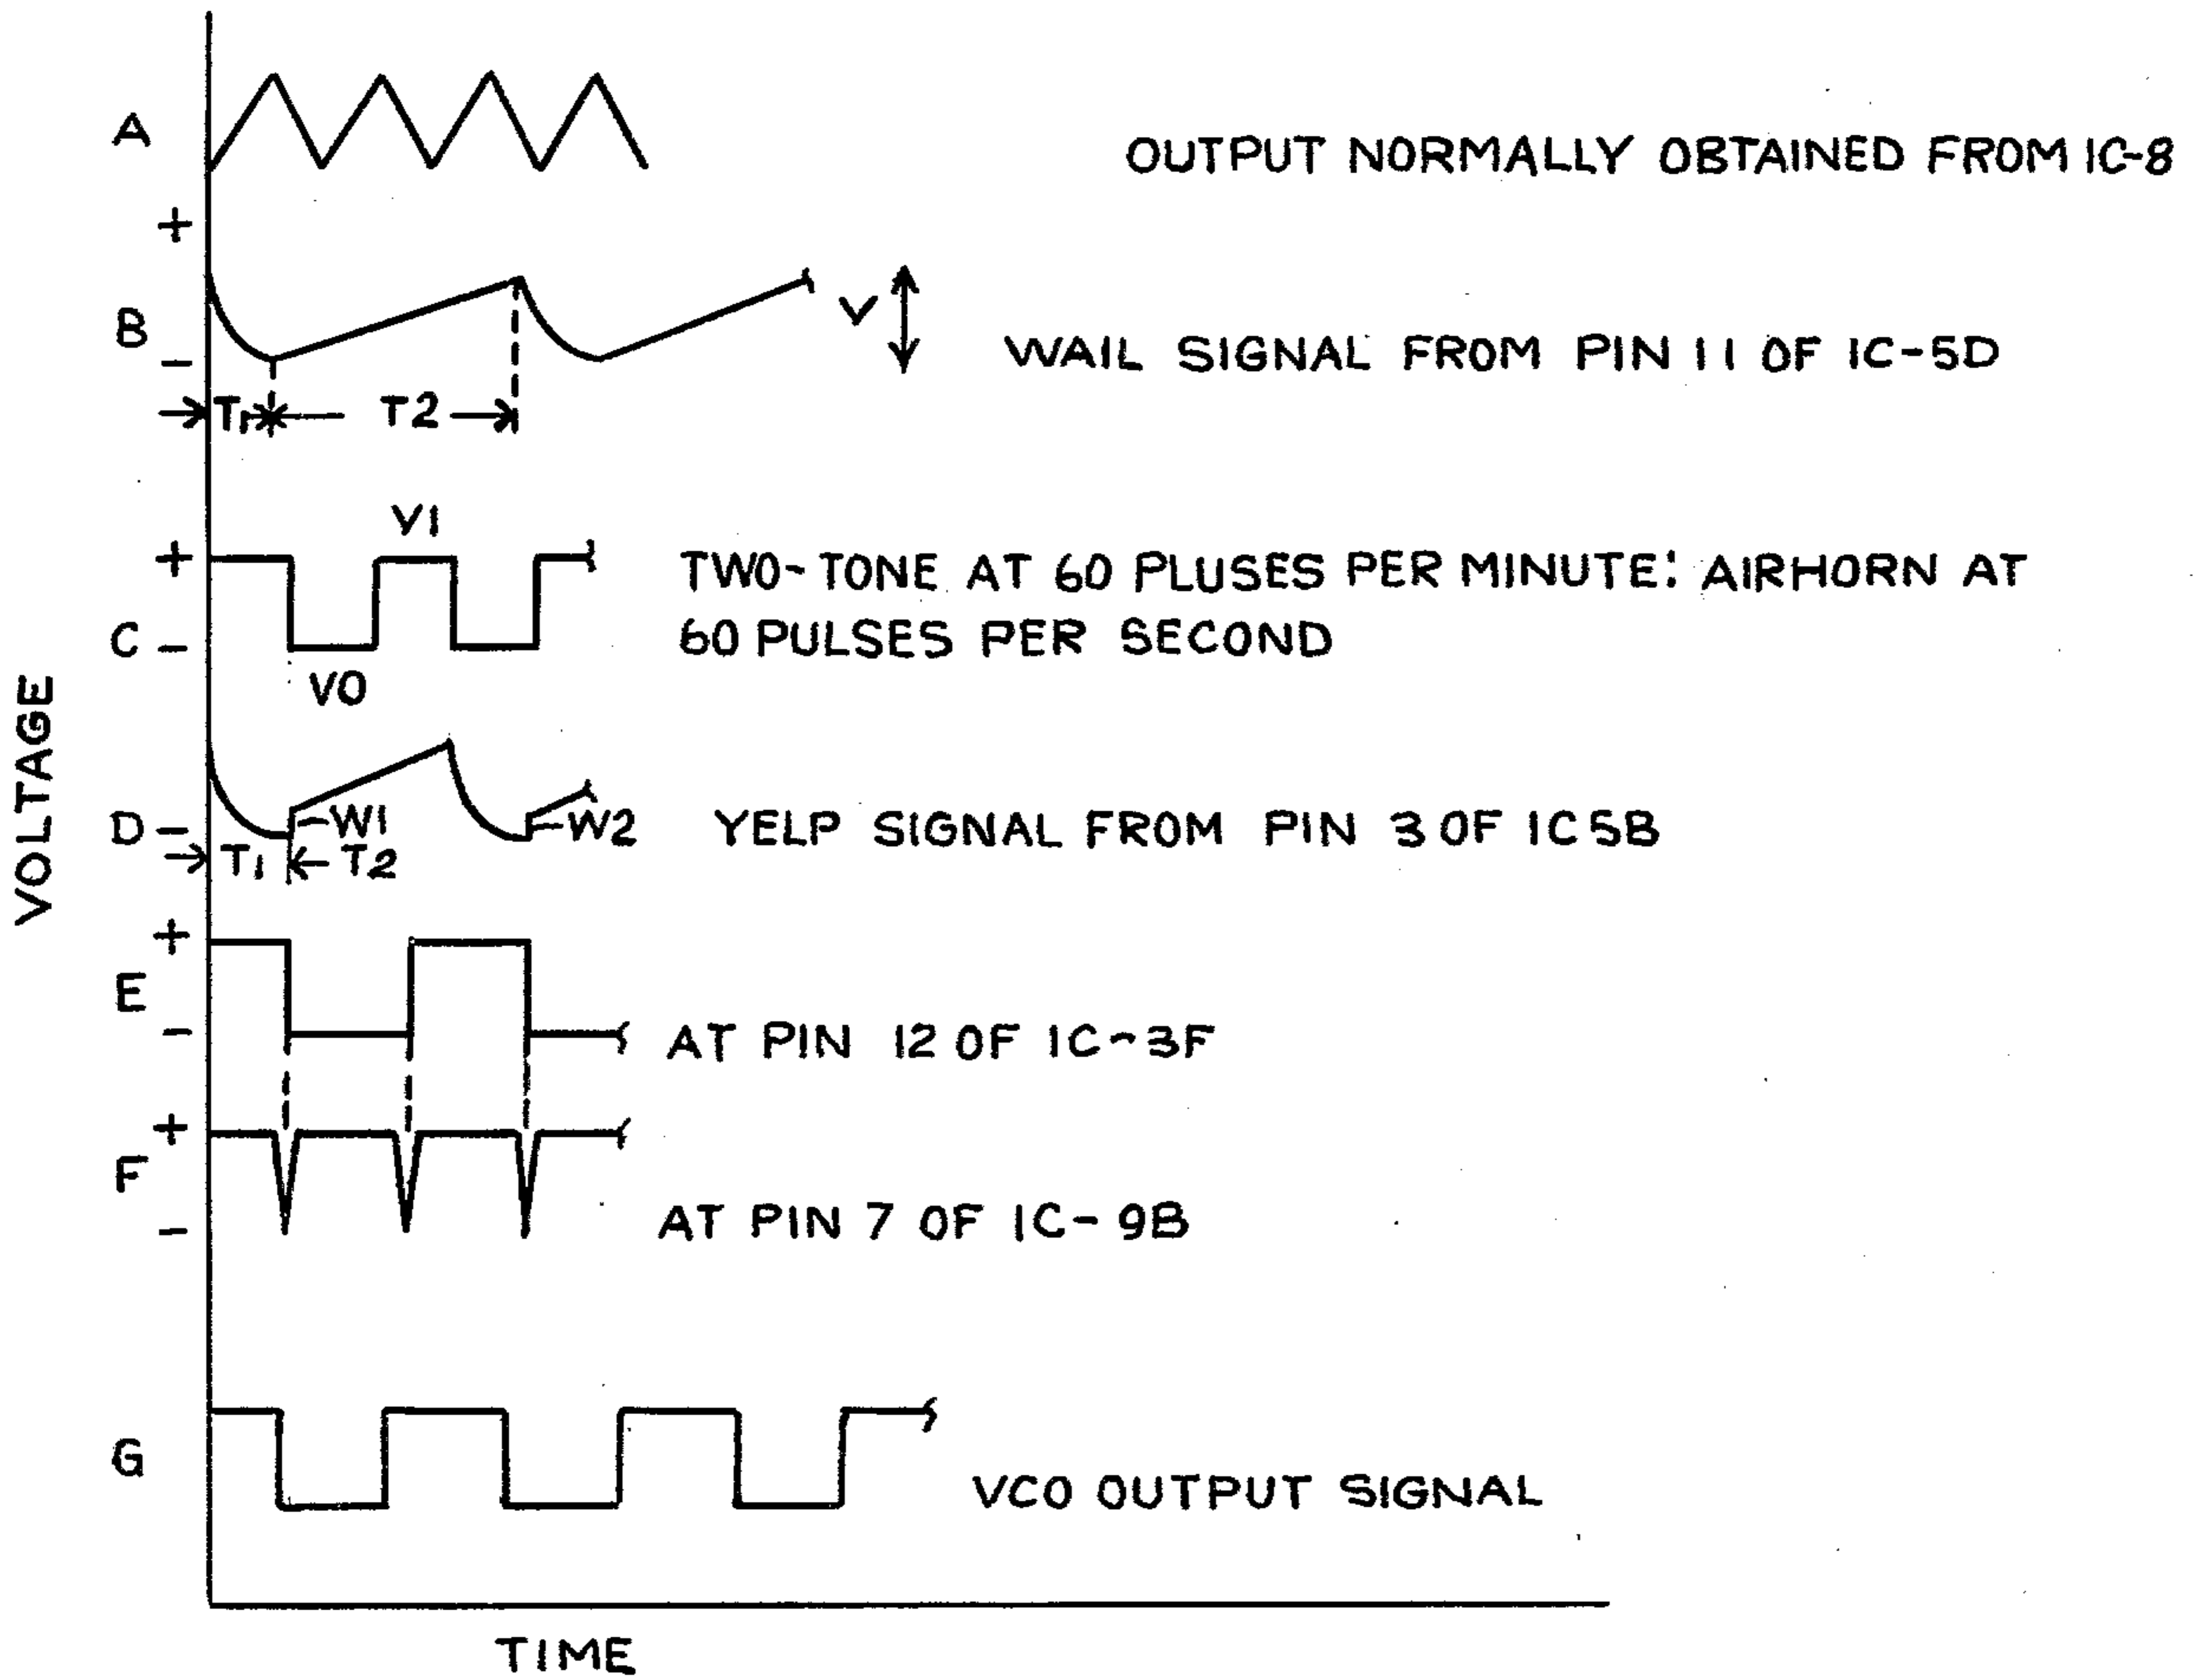 A
OUTPUT NORMALLY OBTAINED FROM IC-8
+
B
-
V
WAIL SIGNAL FROM PIN 11 OF IC-5D
T1 T2
V1
+
TWO-TONE AT 60 PLUSES PER MINUTE: AIRHORN AT
C -
60 PULSES PER SECOND
V0
VOLTAGE
D -
W1
W2
YELP SIGNAL FROM PIN 3 OF IC5B
T1 T2
+
E
-
AT PIN 12 OF IC-3F
+
F
-
AT PIN 7 OF IC-9B
G
VCO OUTPUT SIGNAL
TIME